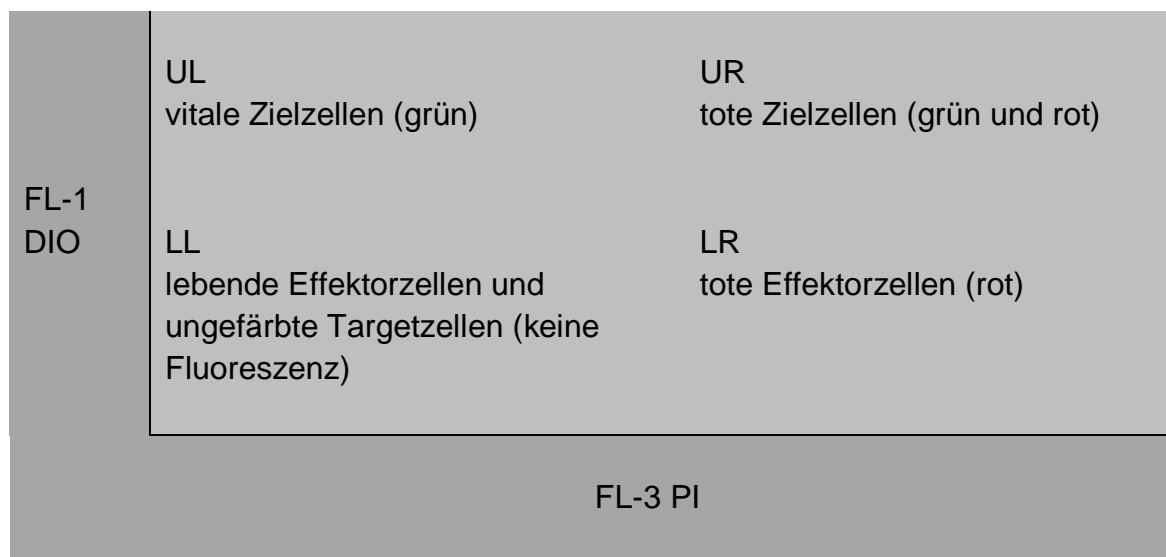 UL
vitale Zielzellen (grün)
UR
tote Zielzellen (grün und rot)
FL-1
DIO
LL
lebende Effektorzellen und
ungefärbte Targetzellen (keine
Fluoreszenz)
LR
tote Effektorzellen (rot)
FL-3 PI